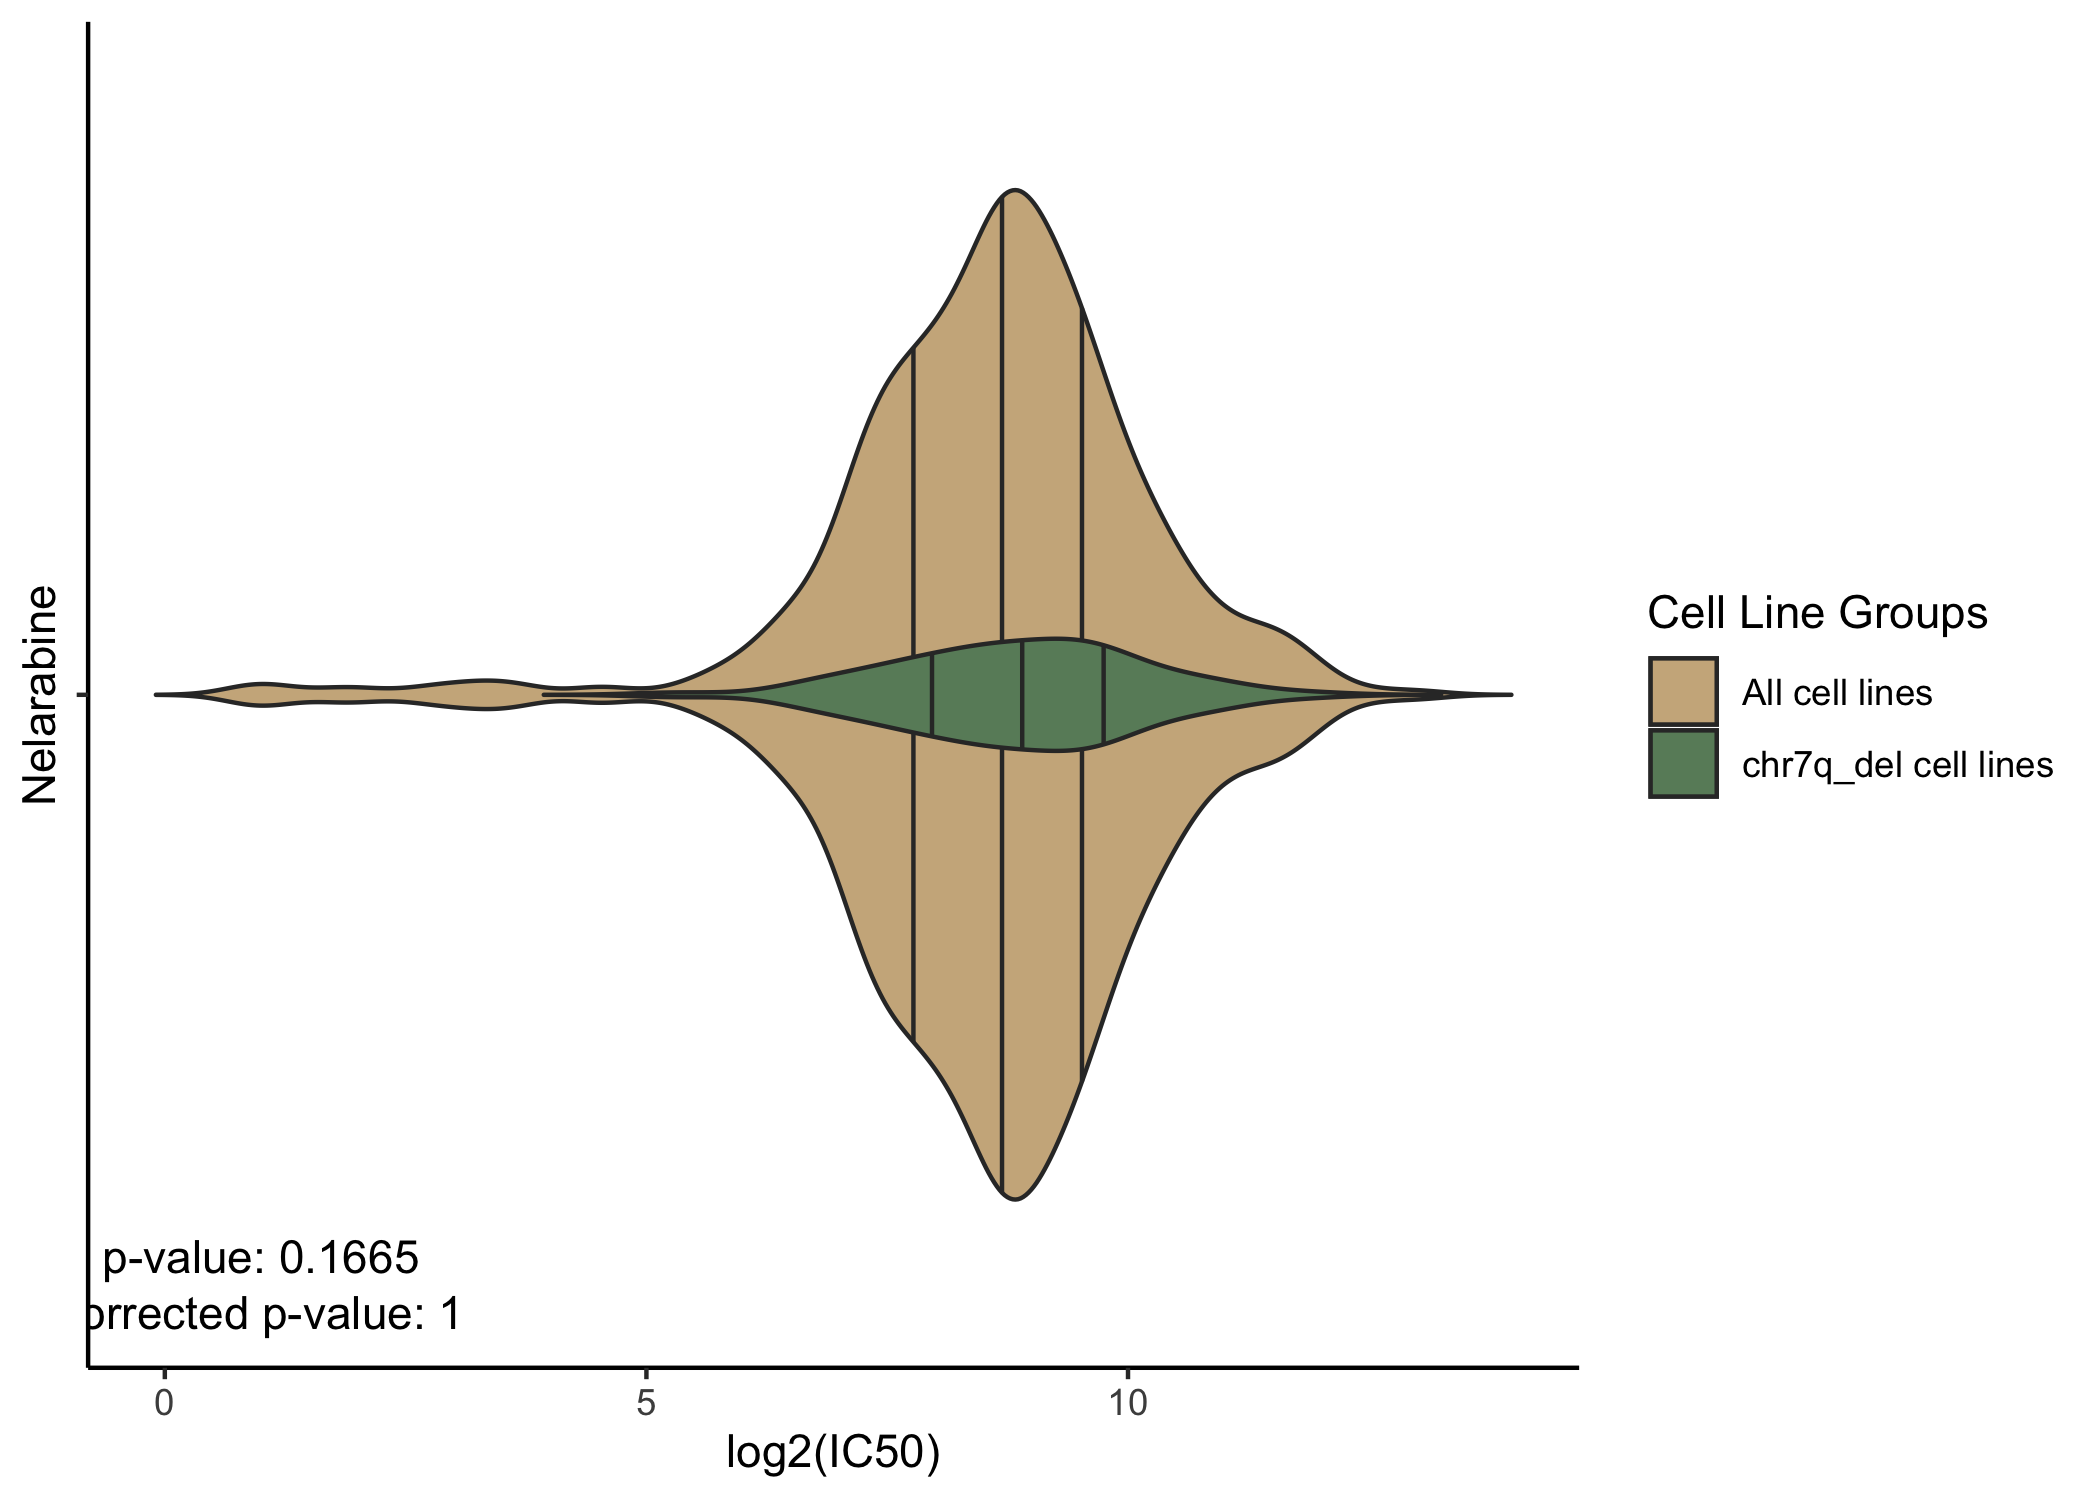 Nelarabine
p-value: 0.1665
orrected p-value: 1
0 5 10
log2(IC50)
Cell Line Groups
All cell lines
chr7q_del cell lines